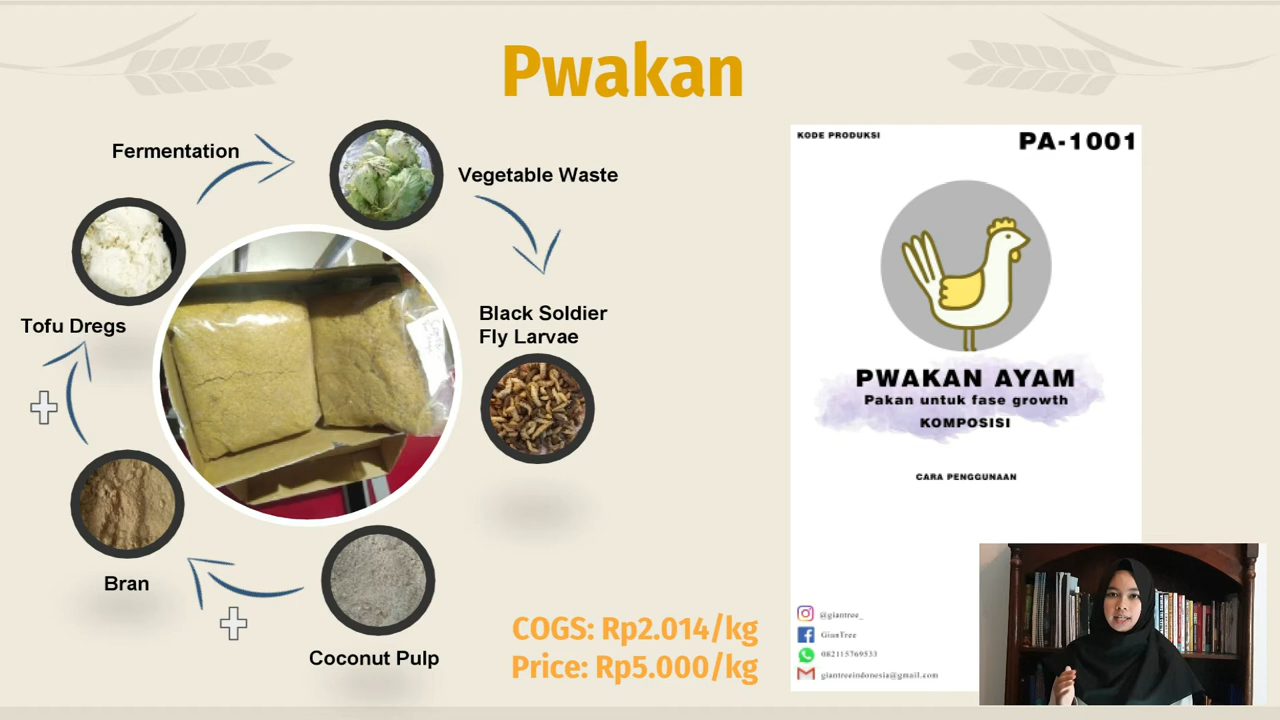 Pwakan
Fermentation
Vegetable Waste
Tofu Dregs
Black Soldier
Fly Larvae
Bran
Coconut Pulp
COGS: Rp2.014/kg
Price: Rp5.000/kg
KODE PRODUKSI
PA-1001
PWAKAN AYAM
Pakan untuk fase growth
KOMPOSISI
CARA PENGGUNAAN
@giantree_
GianTree
082115769533
giantreeindonesia@gmail.com